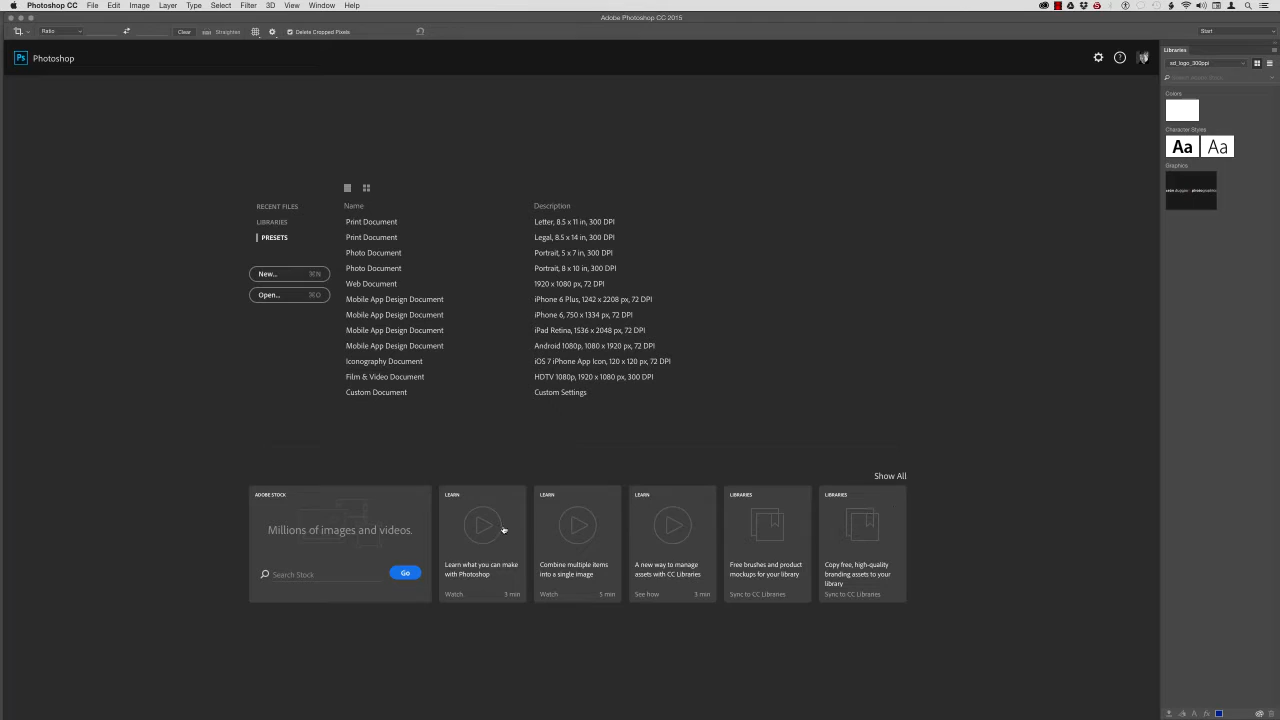 Photoshop CC File Edit Image Layer Type Select Filter 3D View Window Help
Adobe Photoshop CC 2015
Ratio Clear Straighten Delete Cropped Pixels Start
Ps Photoshop
Libraries
sd_logo_300ppi
Colors
Character Styles
Aa Aa
Graphics
RECENT FILES
LIBRARIES
PRESETS
New... ⌘N
Open... ⌘O
Name Description
Print Document Letter, 8.5 x 11 in, 300 DPI
Print Document Legal, 8.5 x 14 in, 300 DPI
Photo Document Portrait, 5 x 7 in, 300 DPI
Photo Document Portrait, 8 x 10 in, 300 DPI
Web Document 1920 x 1080 px, 72 DPI
Mobile App Design Document iPhone 6 Plus, 1242 x 2208 px, 72 DPI
Mobile App Design Document iPhone 6, 750 x 1334 px, 72 DPI
Mobile App Design Document iPad Retina, 1536 x 2048 px, 72 DPI
Mobile App Design Document Android 1080p, 1080 x 1920 px, 72 DPI
Iconography Document iOS 7 iPhone App Icon, 120 x 120 px, 72 DPI
Film & Video Document HDTV 1080p, 1920 x 1080 px, 300 DPI
Custom Document Custom Settings
Show All
ADOBE STOCK
Millions of images and videos.
Search Stock Go
LEARN
Learn what you can make
with Photoshop
Watch 3 min
LEARN
Combine multiple items
into a single image
Watch 5 min
LEARN
A new way to manage
assets with CC Libraries
See how 3 min
LIBRARIES
Free brushes and product
mockups for your library
Sync to CC Libraries
LIBRARIES
Copy free, high-quality
branding assets to your
library
Sync to CC Libraries